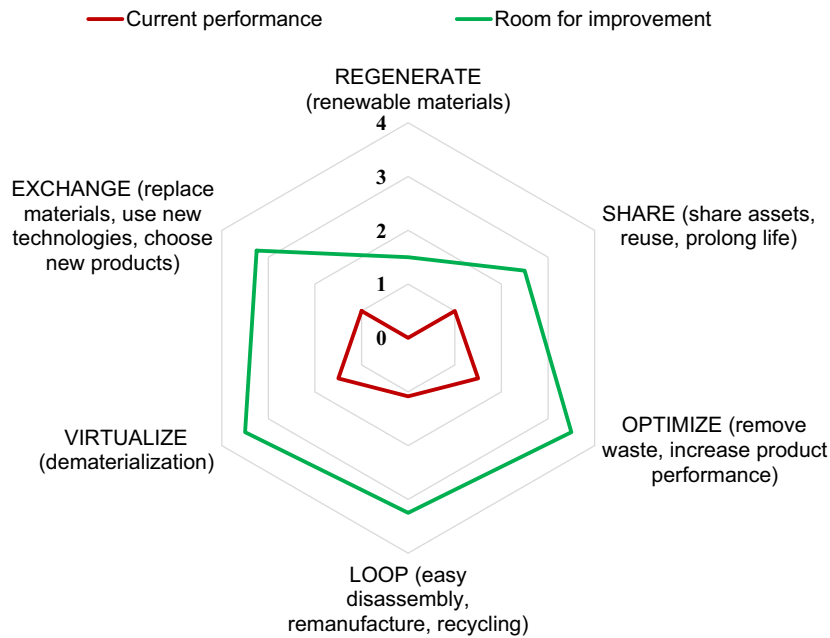 Current performance
Room for improvement
REGENERATE
(renewable materials)
4
3
2
1
0
SHARE (share assets,
reuse, prolong life)
OPTIMIZE (remove
waste, increase product
performance)
LOOP (easy
disassembly,
remanufacture, recycling)
VIRTUALIZE
(dematerialization)
EXCHANGE (replace
materials, use new
technologies, choose
new products)